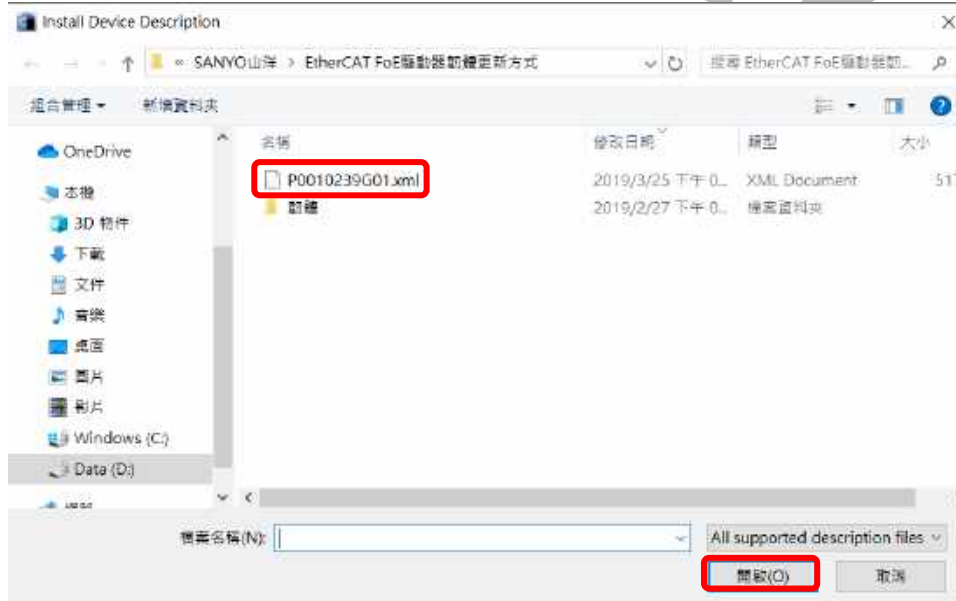 Install Device Description
« SANYO山洋 › EtherCAT FoE驅動器韌體更新方式
搜尋 EtherCAT FoE驅動器韌...
組合管理 新增資料夾
名稱 修改日期 類型 大小
P0010239G01.xml 2019/3/25 下午 0... XML Document 517
韌體 2019/2/27 下午 0... 檔案資料夾
OneDrive
本機
3D 物件
下載
文件
音樂
桌面
圖片
影片
Windows (C:)
Data (D:)
檔案名稱(N):
All supported description files
開啟(O) 取消